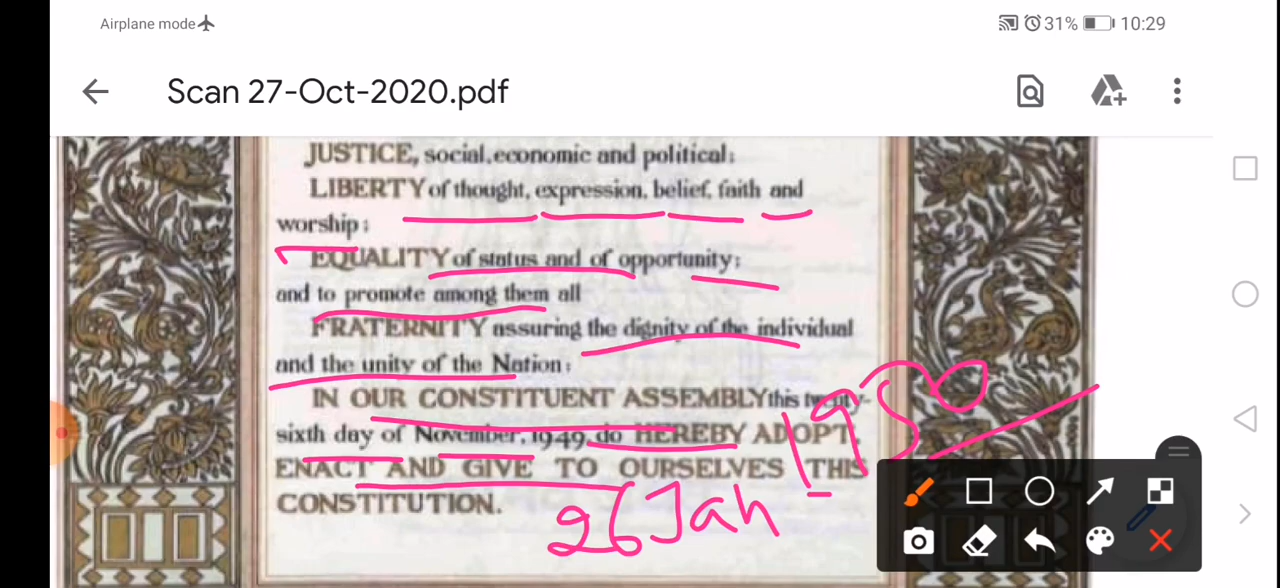 Airplane mode
31% 10:29
Scan 27-Oct-2020.pdf
JUSTICE, social, economic and political;
LIBERTY of thought, expression, belief, faith and
worship;
EQUALITY of status and of opportunity;
and to promote among them all
FRATERNITY assuring the dignity of the individual
and the unity of the Nation;
IN OUR CONSTITUENT ASSEMBLY this twenty-
sixth day of November, 1949, do HEREBY ADOPT,
ENACT AND GIVE TO OURSELVES THIS
CONSTITUTION.
26 Jan 1950